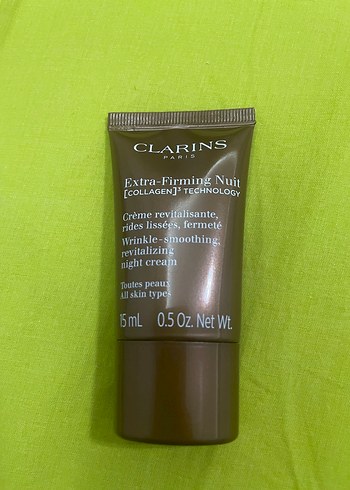 CLARINS
PARIS
Extra-Firming Nuit
[COLLAGEN]³ TECHNOLOGY
Crème revitalisante,
rides lissées, fermeté
Wrinkle-smoothing,
revitalizing
night cream
Toutes peaux
All skin types
15 mL 0.5 Oz. Net Wt.